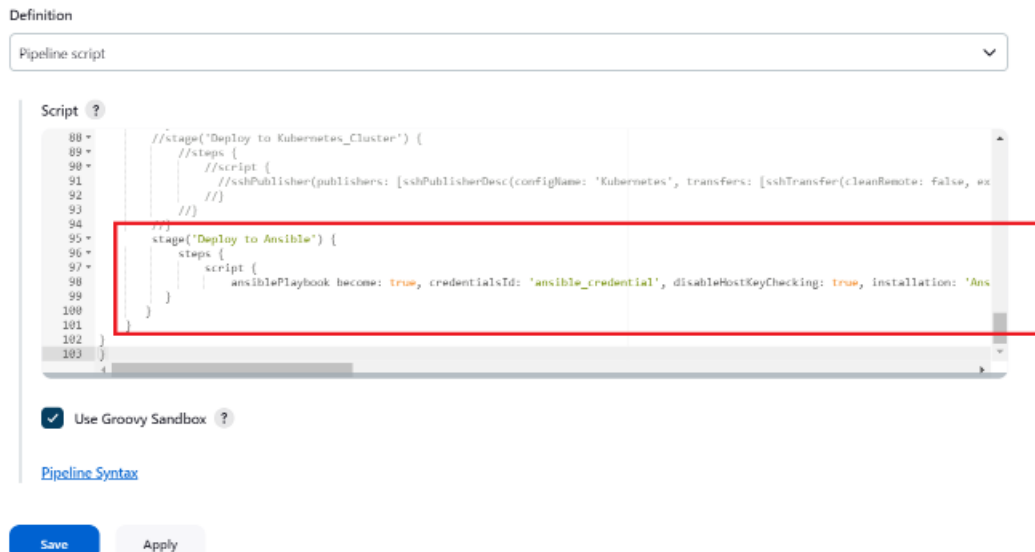 Definition
Pipeline script
Script ?
88 //stage('Deploy to Kubernetes_Cluster') {
89 //steps {
90 //script {
91 //sshPublisher(publishers: [sshPublisherDesc(configName: 'Kubernetes', transfers: [sshTransfer(cleanRemote: false, ex
92 //}
93 //}
94 //}
95 stage('Deploy to Ansible') {
96 steps {
97 script {
98 ansiblePlaybook become: true, credentialsId: 'ansible_credential', disableHostKeyChecking: true, installation: 'Ans
99 }
100 }
101 }
102 }
103 }
Use Groovy Sandbox ?
Pipeline Syntax
Save Apply